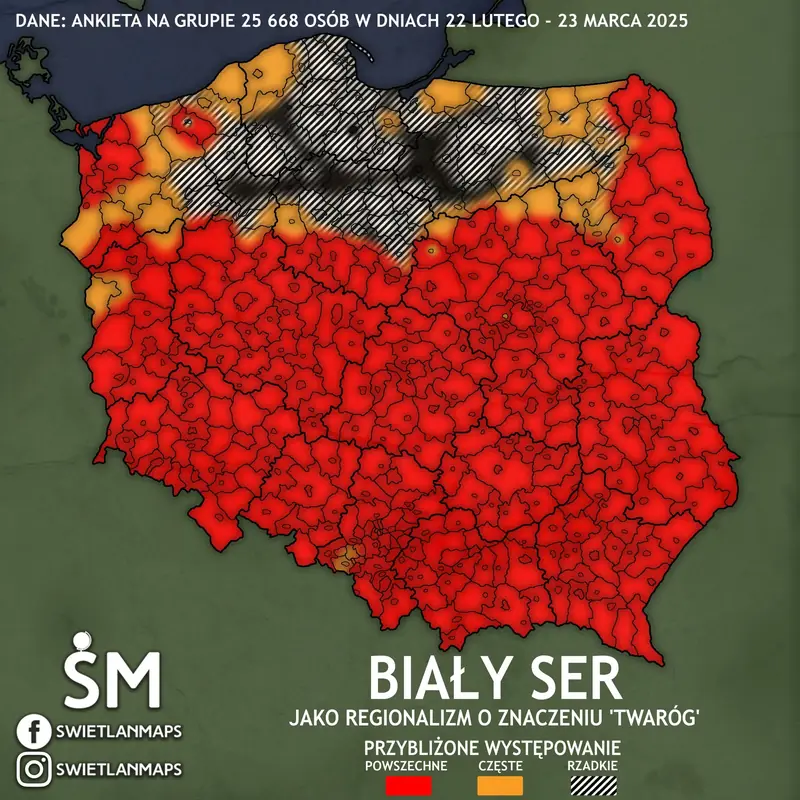 DANE: ANKIETA NA GRUPIE 25 668 OSÓB W DNIACH 22 LUTEGO - 23 MARCA 2025
ŚM
SWIETLANMAPS
SWIETLANMAPS
BIAŁY SER
JAKO REGIONALIZM O ZNACZENIU 'TWARÓG'
PRZYBLIŻONE WYSTĘPOWANIE
POWSZECHNE CZĘSTE RZADKIE